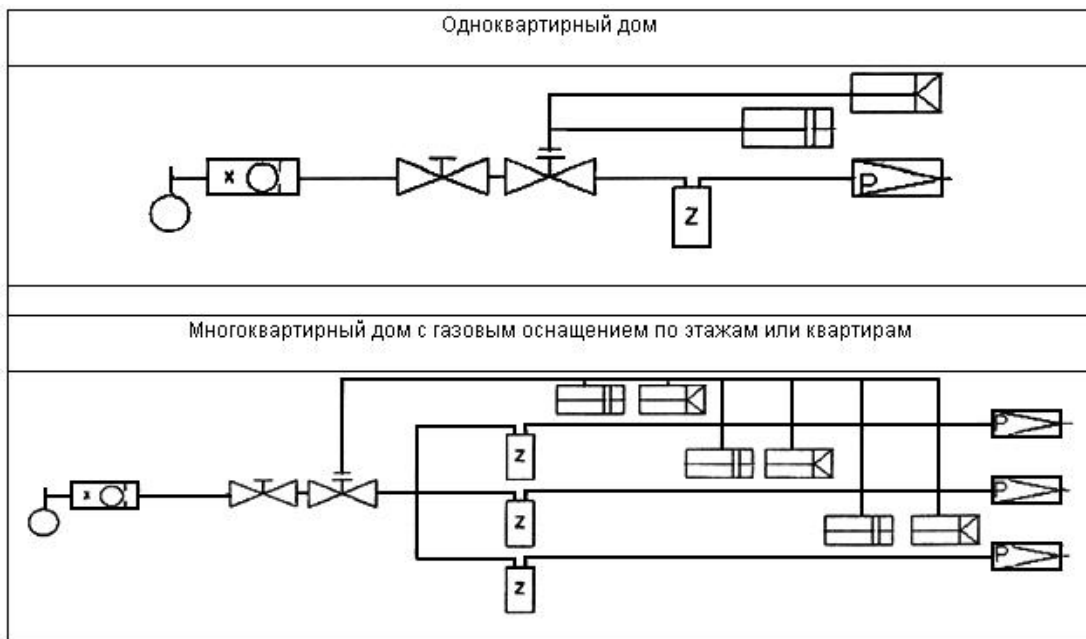 Одноквартирный дом
x
Z
P
Многоквартирный дом с газовым оснащением по этажам или квартирам
P
Z
x
P
Z
P
Z